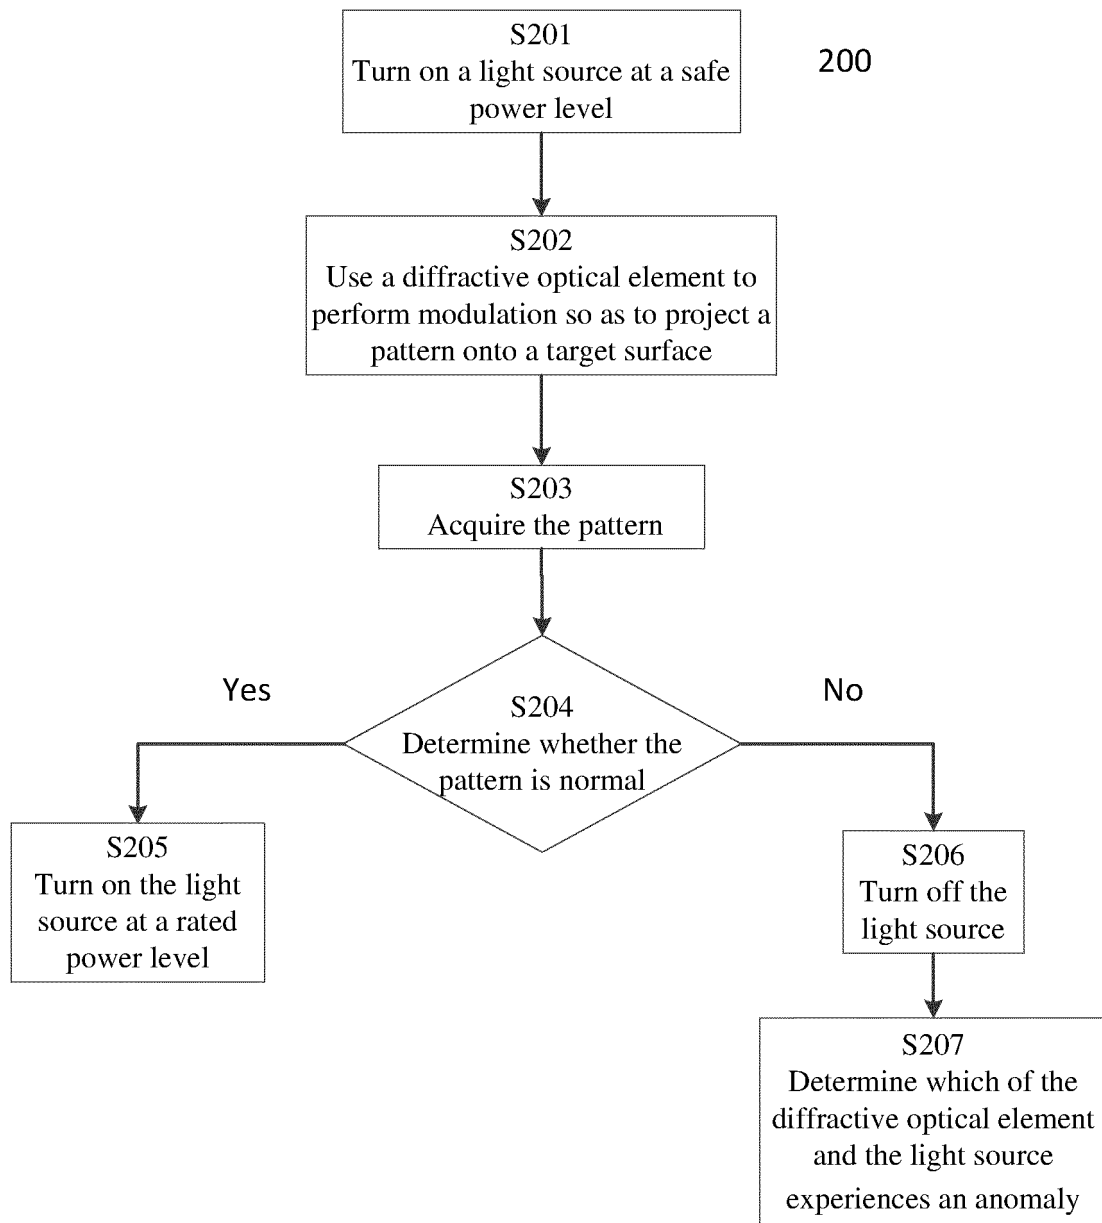 S201
Turn on a light source at a safe
power level
200
S202
Use a diffractive optical element to
perform modulation so as to project a
pattern onto a target surface
S203
Acquire the pattern
Yes
No
S204
Determine whether the
pattern is normal
S205
Turn on the light
source at a rated
power level
S206
Turn off the
light source
S207
Determine which of the
diffractive optical element
and the light source
experiences an anomaly